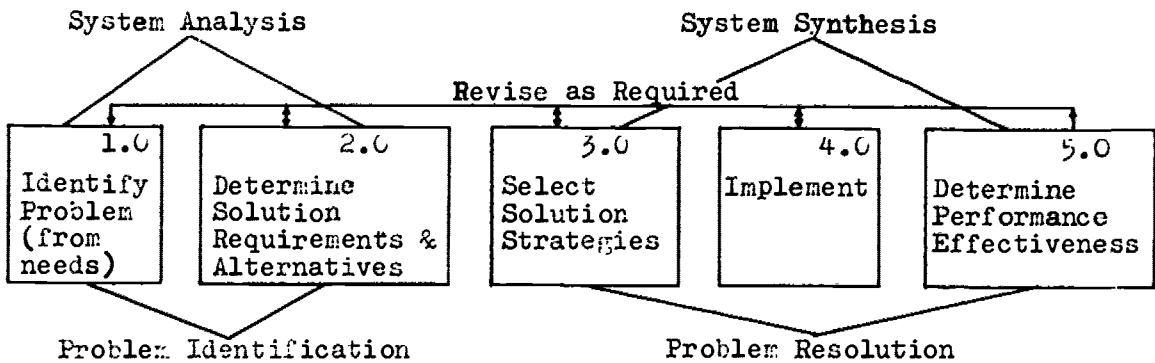 System Analysis
System Synthesis
Revise as Required
1.0
Identify
Problem
(from
needs)
2.0
Determine
Solution
Requirements &
Alternatives
3.0
Select
Solution
Strategies
4.0
Implement
5.0
Determine
Performance
Effectiveness
Problem Identification
Problem Resolution